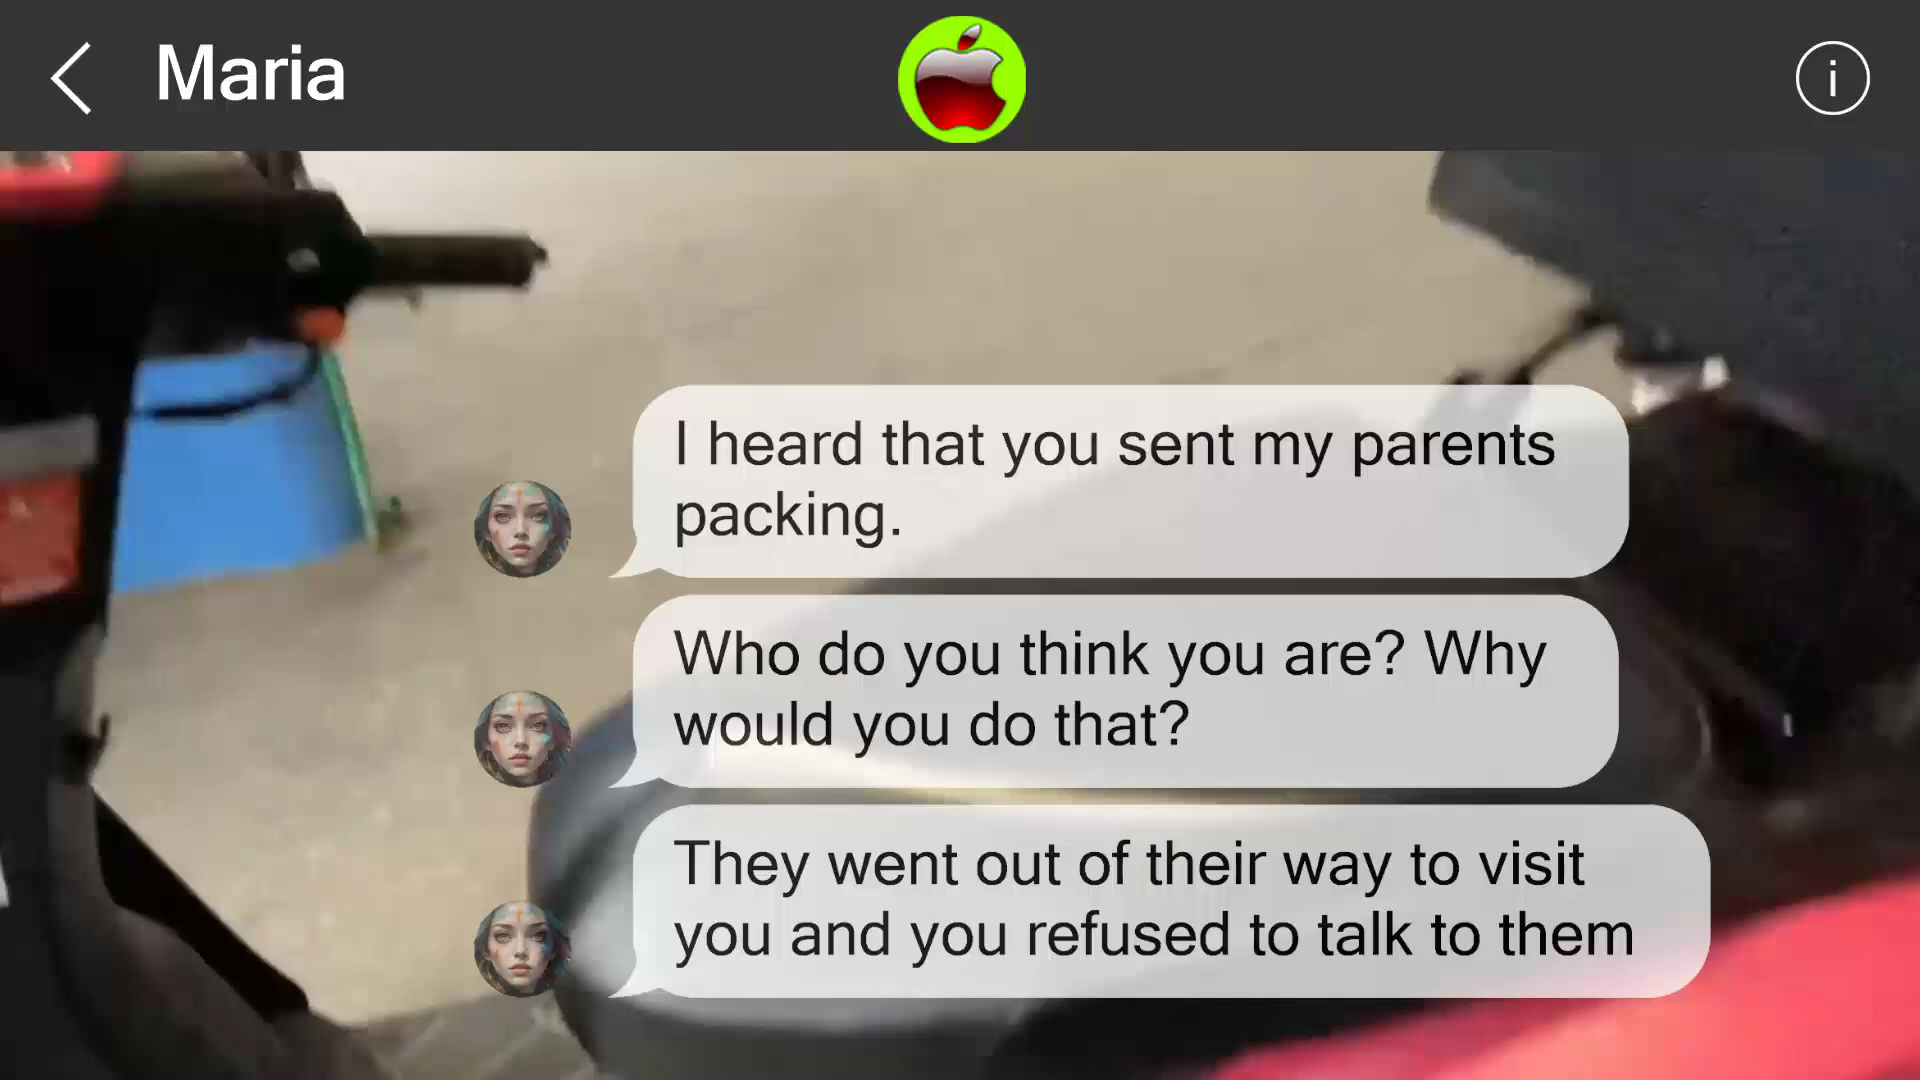 Maria
i
I heard that you sent my parents
packing.
Who do you think you are? Why
would you do that?
They went out of their way to visit
you and you refused to talk to them